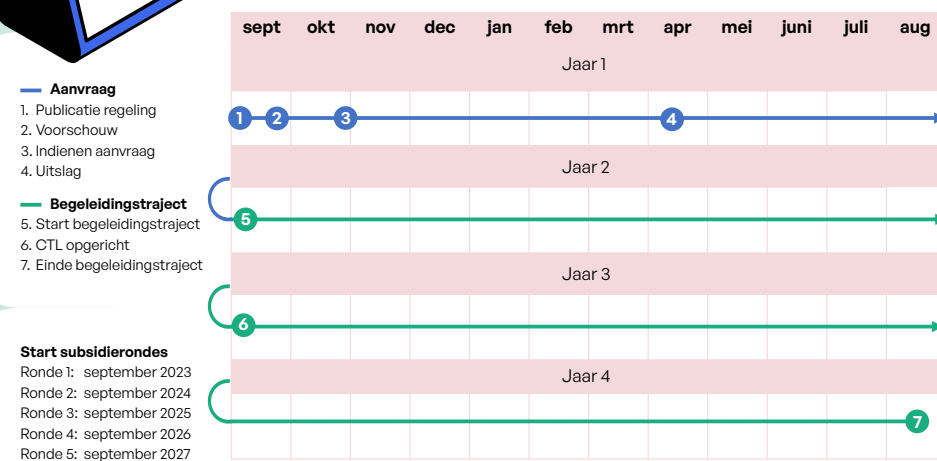 Aanvraag
1. Publicatie regeling
2. Voorschouw
3. Indienen aanvraag
4. Uitslag
Begeleidingstraject
5. Start begeleidingstraject
6. CTL opgericht
7. Einde begeleidingstraject
Start subsidierondes
Ronde 1: september 2023
Ronde 2: september 2024
Ronde 3: september 2025
Ronde 4: september 2026
Ronde 5: september 2027
sept okt nov dec jan feb mrt apr mei juni juli aug
Jaar 1
1 2 3 4
Jaar 2
5
Jaar 3
6
Jaar 4
7